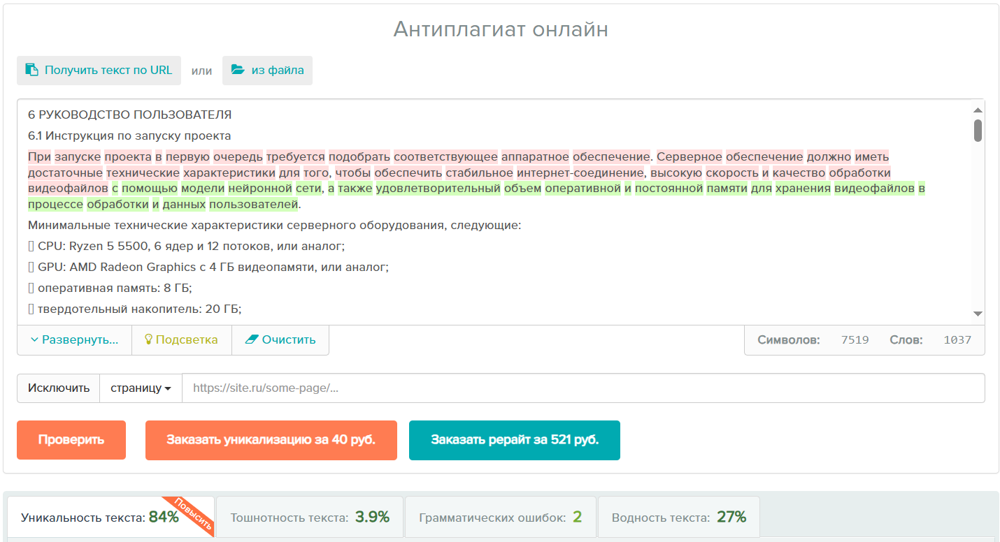 Антиплагиат онлайн
Получить текст по URL или из файла
6 РУКОВОДСТВО ПОЛЬЗОВАТЕЛЯ
6.1 Инструкция по запуску проекта
При запуске проекта в первую очередь требуется подобрать соответствующее аппаратное обеспечение. Серверное обеспечение должно иметь
достаточные технические характеристики для того, чтобы обеспечить стабильное интернет-соединение, высокую скорость и качество обработки
видеофайлов с помощью модели нейронной сети, а также удовлетворительный объем оперативной и постоянной памяти для хранения видеофайлов в
процессе обработки и данных пользователей.
Минимальные технические характеристики серверного оборудования, следующие:
CPU: Ryzen 5 5500, 6 ядер и 12 потоков, или аналог;
GPU: AMD Radeon Graphics с 4 ГБ видеопамяти, или аналог;
оперативная память: 8 ГБ;
твердотельный накопитель: 20 ГБ;
Развернуть... Подсветка Очистить Символов: 7519 Слов: 1037
Исключить страницу https://site.ru/some-page/...
Проверить Заказать уникализацию за 40 руб. Заказать рерайт за 521 руб.
Уникальность текста: 84% Повысить Тошнотность текста: 3.9% Грамматических ошибок: 2 Водность текста: 27%